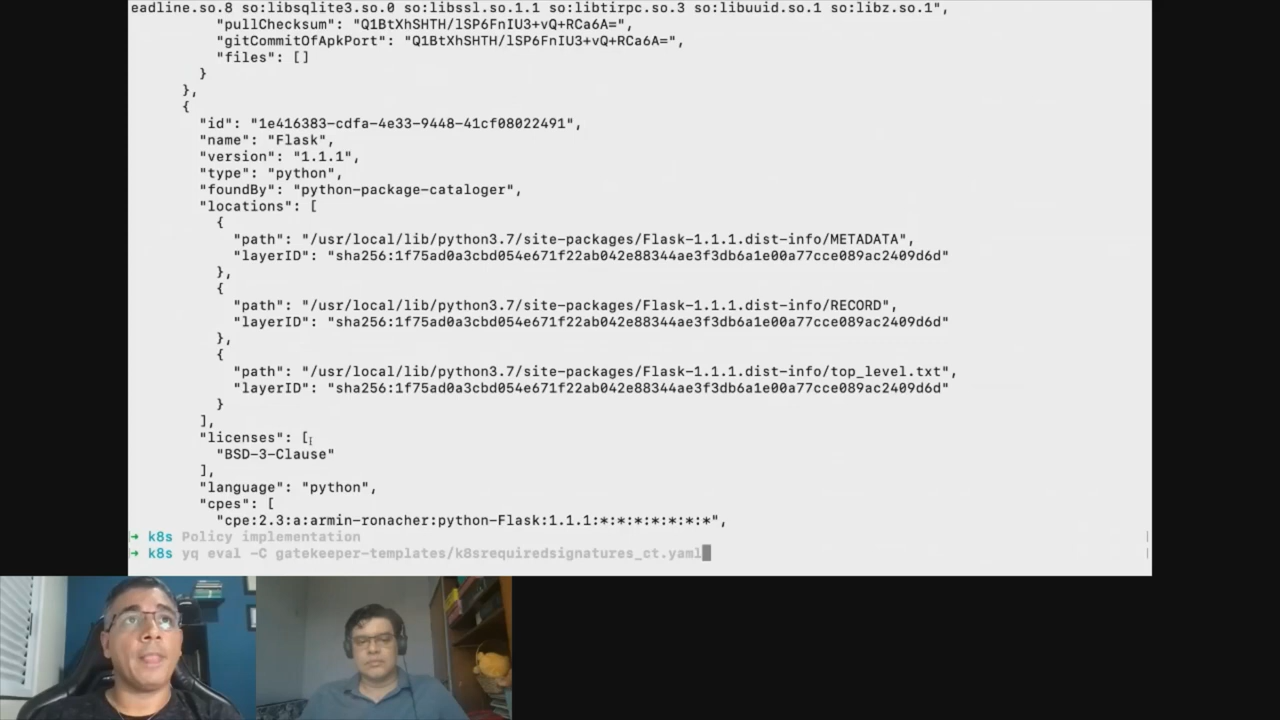 eadline.so.8 so:libsqlite3.so.0 so:libssl.so.1.1 so:libtirpc.so.3 so:libuuid.so.1 so:libz.so.1",
"pullChecksum": "Q1BtXhSHTH/lSP6FnIU3+vQ+RCa6A=",
"gitCommitOfApkPort": "Q1BtXhSHTH/lSP6FnIU3+vQ+RCa6A=",
"files": []
}
},
{
"id": "1e416383-cdfa-4e33-9448-41cf08022491",
"name": "Flask",
"version": "1.1.1",
"type": "python",
"foundBy": "python-package-cataloger",
"locations": [
{
"path": "/usr/local/lib/python3.7/site-packages/Flask-1.1.1.dist-info/METADATA",
"layerID": "sha256:1f75ad0a3cbd054e671f22ab042e88344ae3f3db6a1e00a77cce089ac2409d6d"
},
{
"path": "/usr/local/lib/python3.7/site-packages/Flask-1.1.1.dist-info/RECORD",
"layerID": "sha256:1f75ad0a3cbd054e671f22ab042e88344ae3f3db6a1e00a77cce089ac2409d6d"
},
{
"path": "/usr/local/lib/python3.7/site-packages/Flask-1.1.1.dist-info/top_level.txt",
"layerID": "sha256:1f75ad0a3cbd054e671f22ab042e88344ae3f3db6a1e00a77cce089ac2409d6d"
}
],
"licenses": [
"BSD-3-Clause"
],
"language": "python",
"cpes": [
"cpe:2.3:a:armin-ronacher:python-Flask:1.1.1:*:*:*:*:*:*:*",
→ k8s Policy implementation
→ k8s yq eval -C gatekeeper-templates/k8srequiredsignatures_ct.yaml